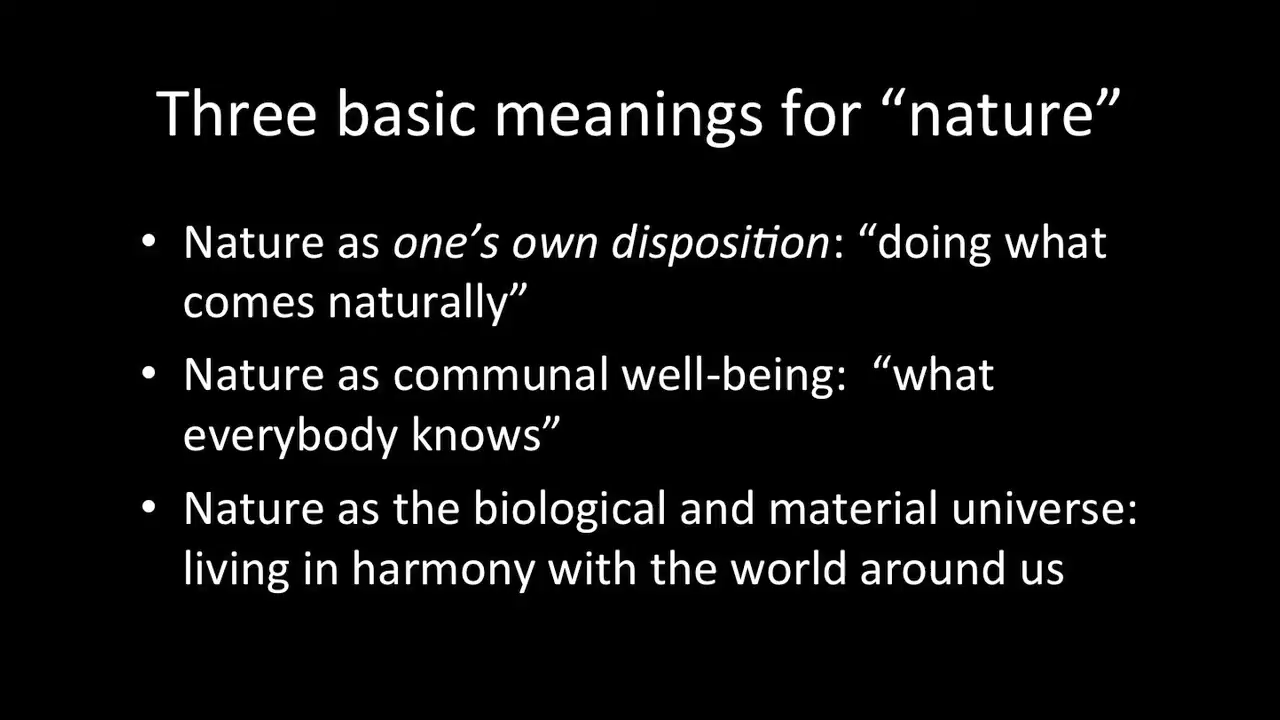 Three basic meanings for “nature”
• Nature as one’s own disposition: “doing what
comes naturally”
• Nature as communal well-being:  “what
everybody knows”
• Nature as the biological and material universe:
living in harmony with the world around us